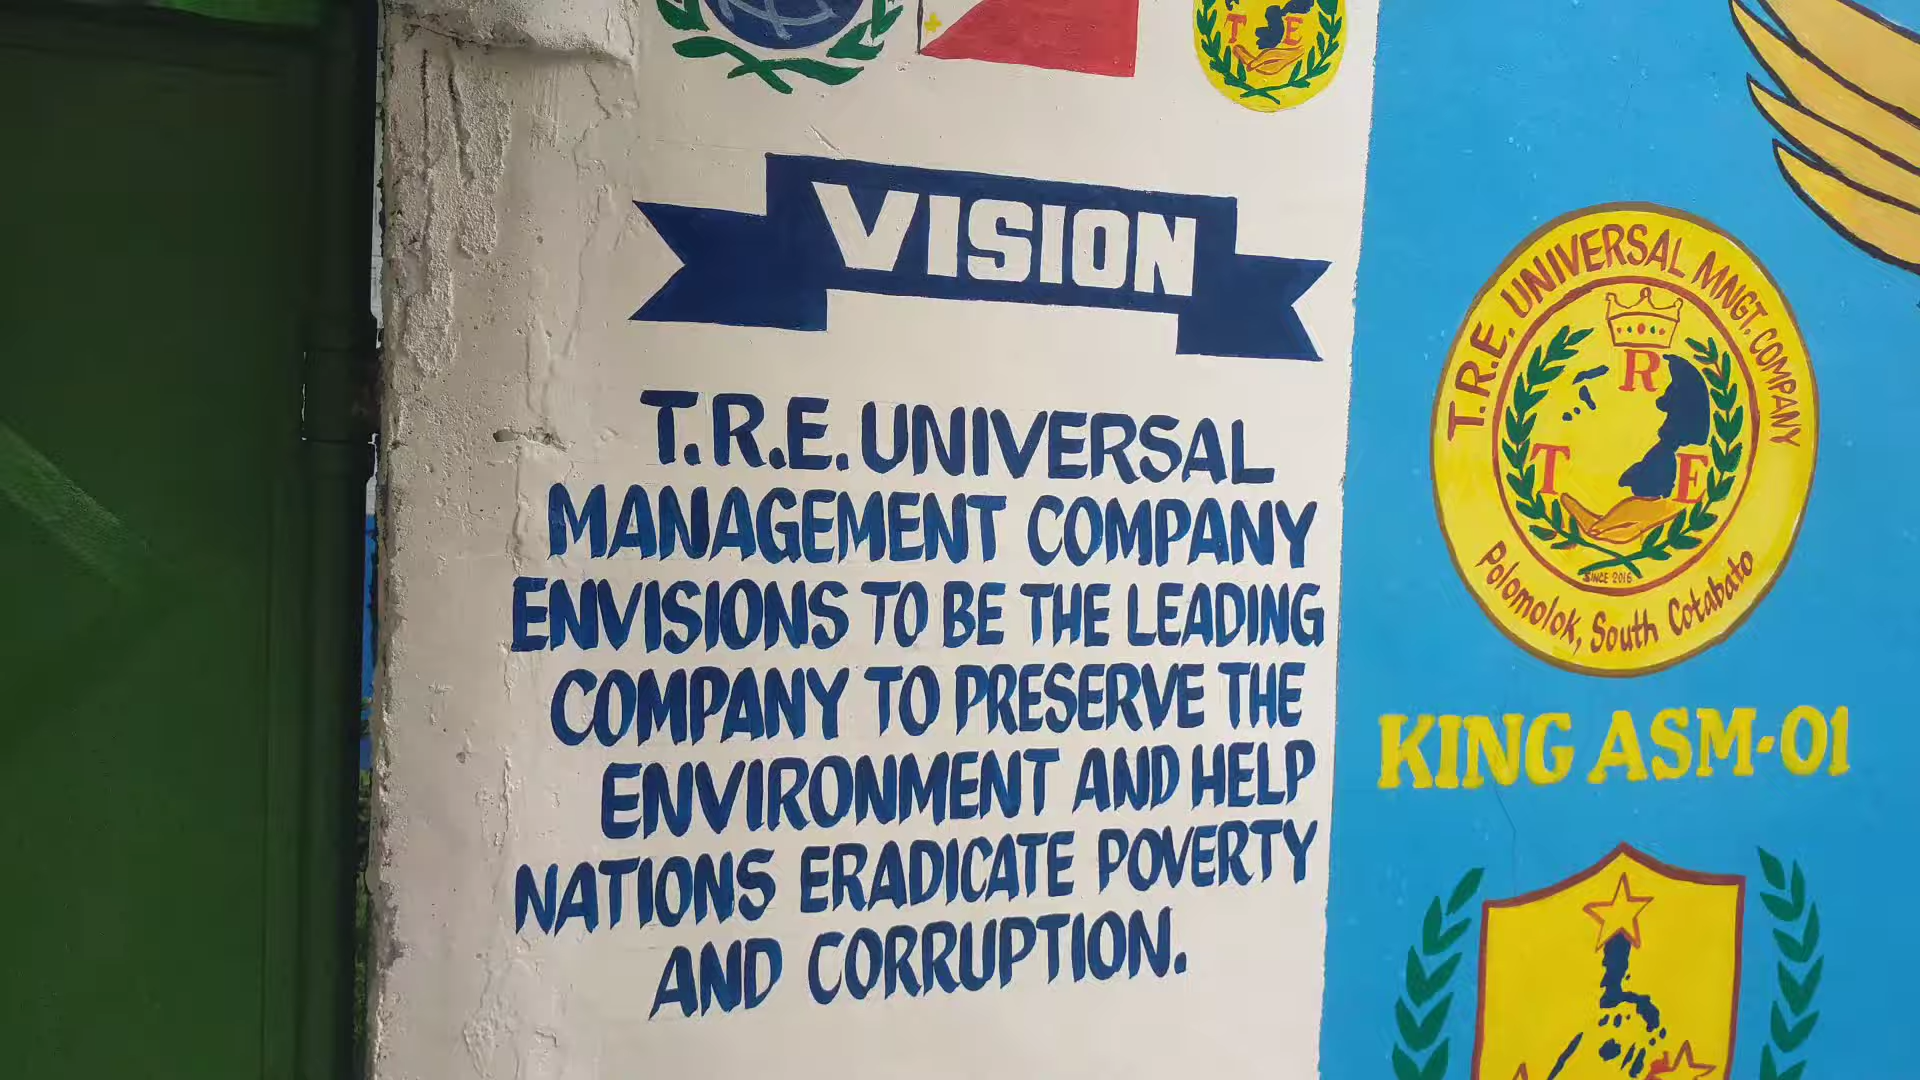 T E
VISION
T.R.E. UNIVERSAL
MANAGEMENT COMPANY
ENVISIONS TO BE THE LEADING
COMPANY TO PRESERVE THE
ENVIRONMENT AND HELP
NATIONS ERADICATE POVERTY
AND CORRUPTION.
T.R.E. UNIVERSAL MNGT. COMPANY
R
T E
SINCE 2016
Polomolok, South Cotabato
KING ASM-01